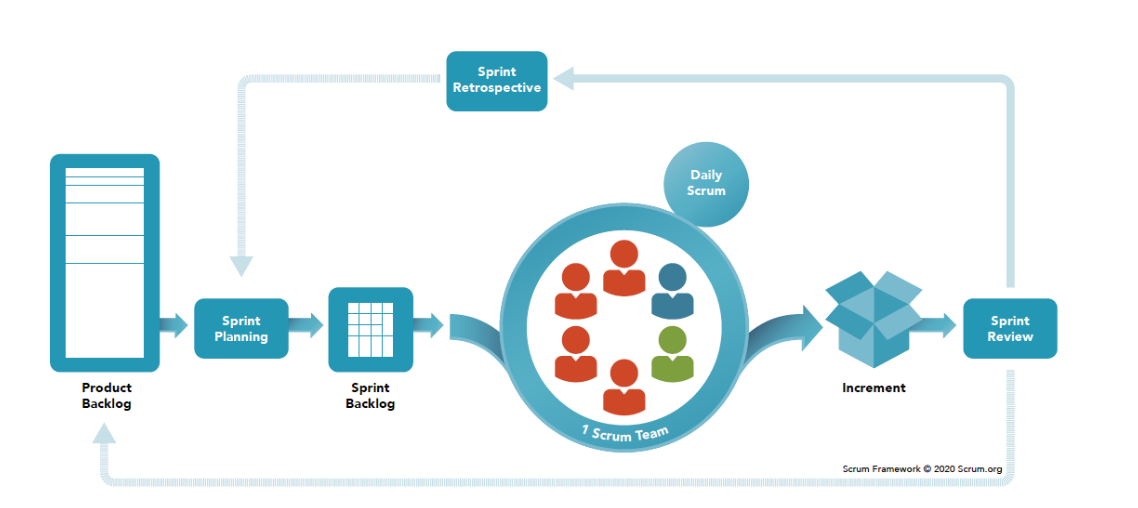 Sprint
Retrospective
Daily
Scrum
Sprint
Planning
Sprint
Review
Product
Backlog
Sprint
Backlog
Increment
1 Scrum Team
Scrum Framework © 2020 Scrum.org